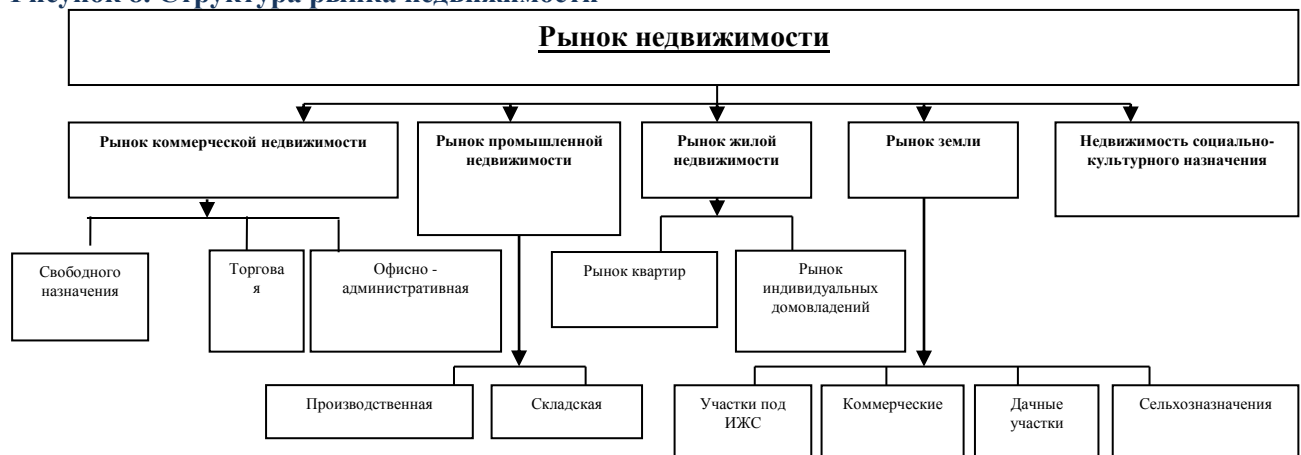 Рисунок 8. Структура рынка недвижимости
Рынок недвижимости
Рынок коммерческой недвижимости
Рынок промышленной
недвижимости
Рынок жилой
недвижимости
Рынок земли
Недвижимость социально-
культурного назначения
Свободного
назначения
Торгова
я
Офисно -
административная
Рынок квартир
Рынок
индивидуальных
домовладений
Производственная
Складская
Участки под
ИЖС
Коммерческие
Дачные
участки
Сельхозназначения